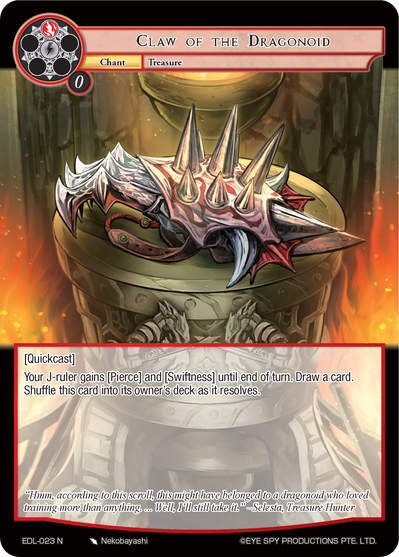 Claw of the Dragonoid
Chant Treasure
0
[Quickcast]
Your J-ruler gains [Pierce] and [Swiftness] until end of turn. Draw a card.
Shuffle this card into its owner's deck as it resolves.
"Hmm, according to this scroll, this might have belonged to a dragonoid who loved
training more than anything, ... Well, I'll still take it." –Selesta, Treasure Hunter
EDL-023 N Nekobayashi ©EYE SPY PRODUCTIONS PTE. LTD.